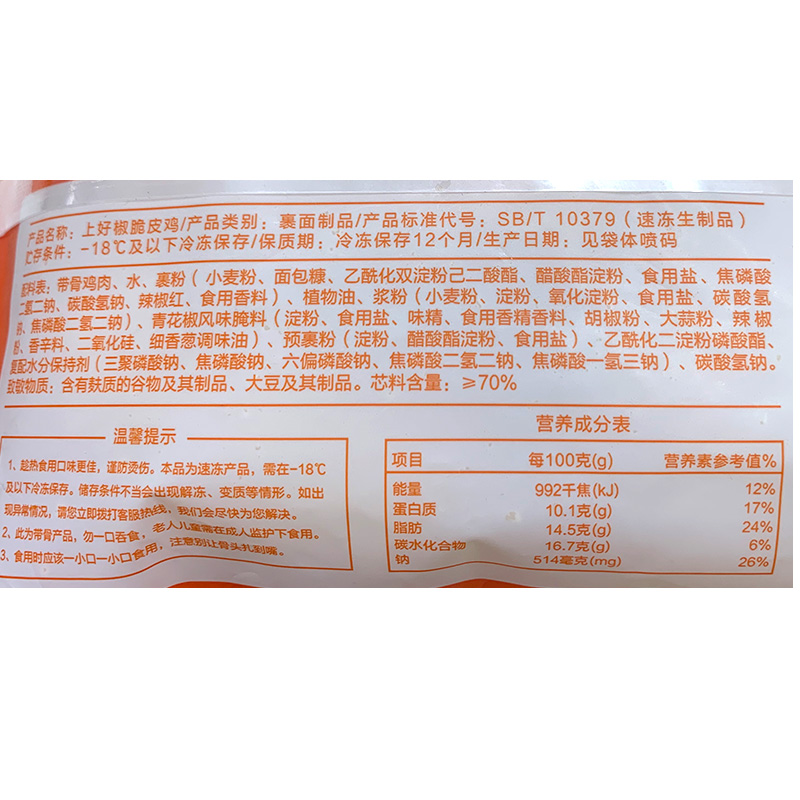 产品名称：上好椒脆皮鸡/产品类别：裹面制品/产品标准代号：SB/T 10379（速冻生制品）
贮存条件：-18℃及以下冷冻保存/保质期：冷冻保存12个月/生产日期：见袋体喷码
配料表：带骨鸡肉、水、裹粉（小麦粉、面包糠、乙酰化双淀粉己二酸酯、醋酸酯淀粉、食用盐、焦磷酸
二氢二钠、碳酸氢钠、辣椒红、食用香料）、植物油、浆粉（小麦粉、淀粉、氧化淀粉、食用盐、碳酸氢
钠、焦磷酸二氢二钠）、青花椒风味腌料（淀粉、食用盐、味精、食用香精香料、胡椒粉、大蒜粉、辣椒
粉、香辛料、二氧化硅、细香葱调味油）、预裹粉（淀粉、醋酸酯淀粉、食用盐）、乙酰化二淀粉磷酸酯、
复配水分保持剂（三聚磷酸钠、焦磷酸钠、六偏磷酸钠、焦磷酸二氢二钠、焦磷酸一氢三钠）、碳酸氢钠。
致敏物质：含有麸质的谷物及其制品、大豆及其制品。芯料含量：≥70%
温馨提示
1、趁热食用口味更佳，谨防烫伤。本品为速冻产品，需在-18℃
及以下冷冻保存。储存条件不当会出现解冻、变质等情形。如出
现异常情况，请您立即拨打客服热线，我们会尽快为您解决。
2、此为带骨产品，勿一口吞食，老人儿童需在成人监护下食用。
3、食用时应该一小口一小口食用，注意别让骨头扎到嘴。
营养成分表
项目 每100克(g) 营养素参考值%
能量 992千焦(kJ) 12%
蛋白质 10.1克(g) 17%
脂肪 14.5克(g) 24%
碳水化合物 16.7克(g) 6%
钠 514毫克(mg) 26%